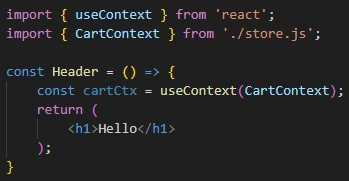 import { useContext } from 'react';
import { CartContext } from './store.js';

const Header = () => {
    const cartCtx = useContext(CartContext);
    return (
        <h1>Hello</h1>
    );
}